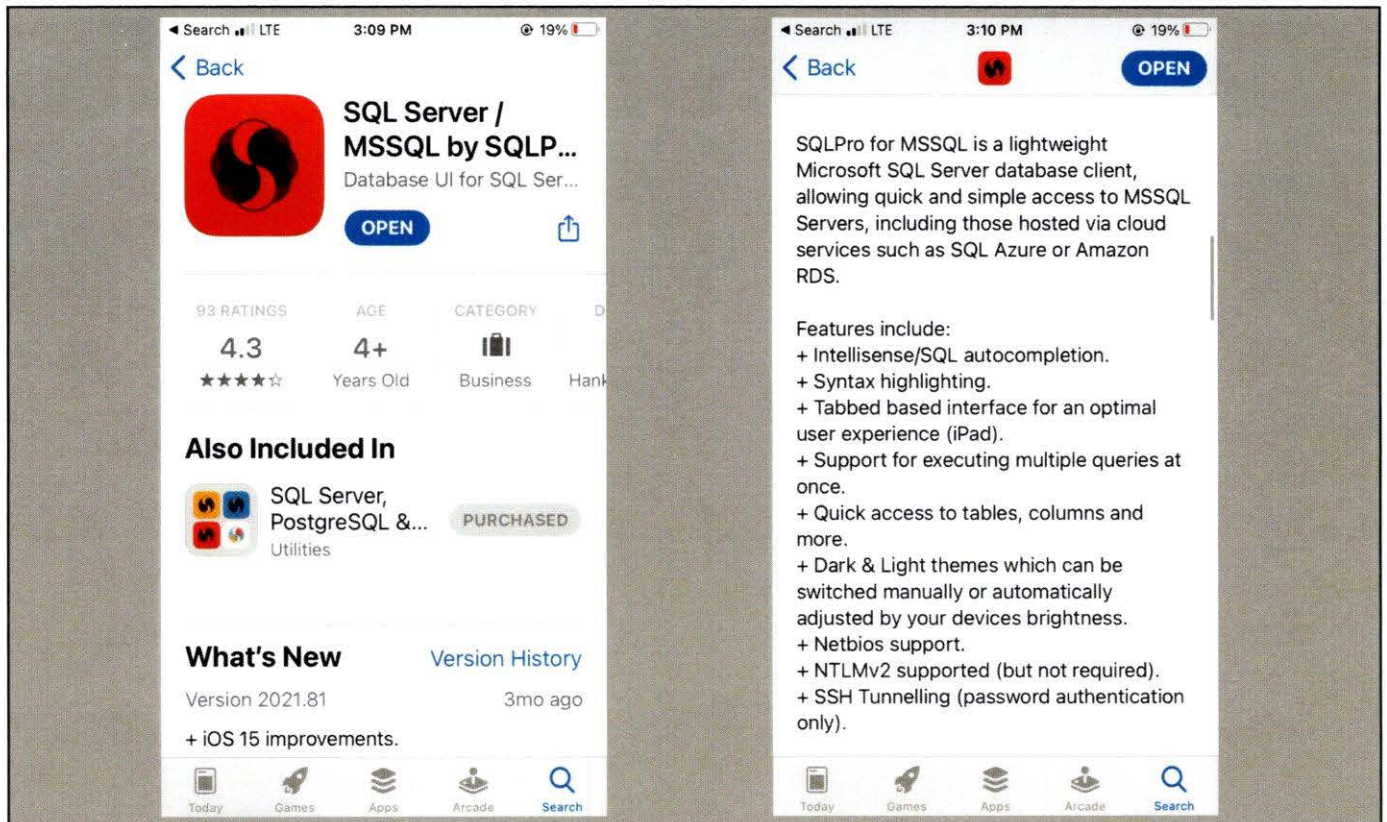 ◀ Search LTE 3:09 PM 19%
Back
SQL Server /
MSSQL by SQLP...
Database UI for SQL Ser...
OPEN
93 RATINGS AGE CATEGORY D
4.3 4+
★★★★☆ Years Old Business Hank
Also Included In
SQL Server,
PostgreSQL &...
Utilities
PURCHASED
What's New Version History
Version 2021.81 3mo ago
+ iOS 15 improvements.
Today Games Apps Arcade Search
◀ Search LTE 3:10 PM 19%
Back OPEN
SQLPro for MSSQL is a lightweight
Microsoft SQL Server database client,
allowing quick and simple access to MSSQL
Servers, including those hosted via cloud
services such as SQL Azure or Amazon
RDS.
Features include:
+ Intellisense/SQL autocompletion.
+ Syntax highlighting.
+ Tabbed based interface for an optimal
user experience (iPad).
+ Support for executing multiple queries at
once.
+ Quick access to tables, columns and
more.
+ Dark & Light themes which can be
switched manually or automatically
adjusted by your devices brightness.
+ Netbios support.
+ NTLMv2 supported (but not required).
+ SSH Tunnelling (password authentication
only).
Today Games Apps Arcade Search